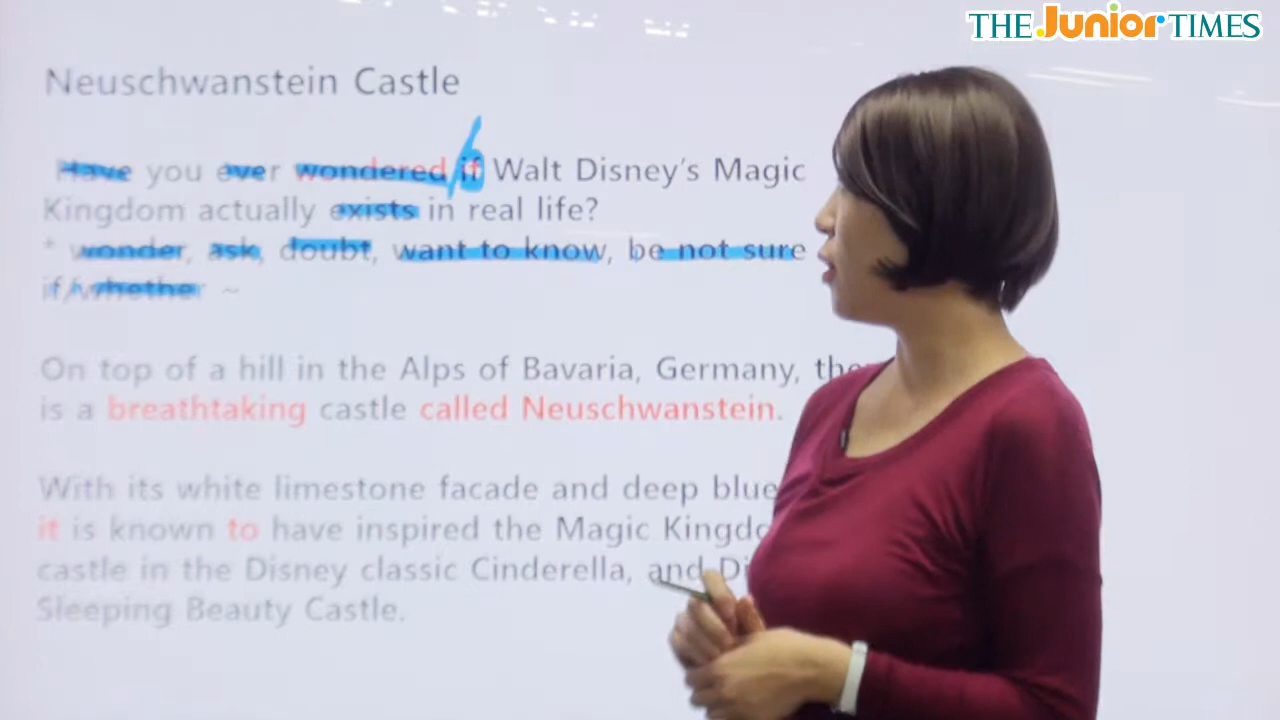 THE Junior TIMES
Neuschwanstein Castle
Have you ever wondered if Walt Disney's Magic
Kingdom actually exists in real life?
* wonder, ask, doubt, want to know, be not sure
if/whether ~
On top of a hill in the Alps of Bavaria, Germany,
is a breathtaking castle called Neuschwanstein.
With its white limestone facade and deep blue
it is known to have inspired the Magic
castle in the Disney classic Cinderella, and
Sleeping Beauty Castle.